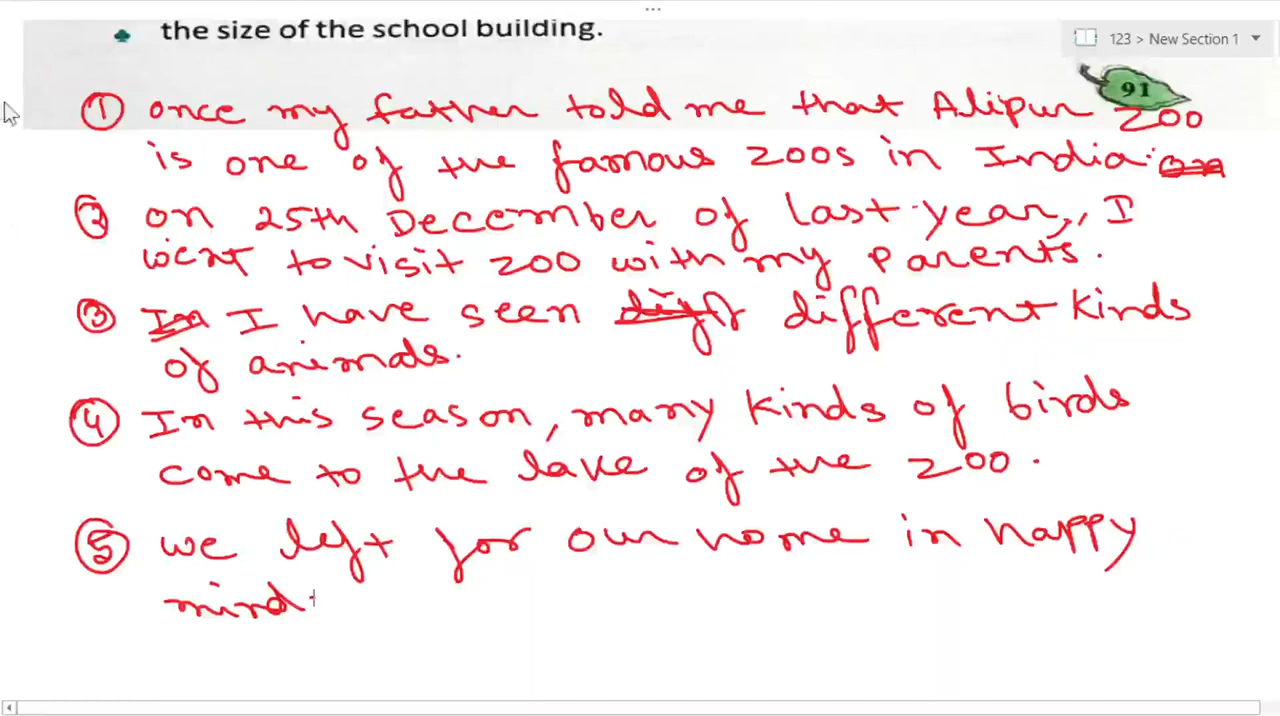 ...
the size of the school building.
123 > New Section 1
91
① once my father told me that Alipur zoo
is one of the famous zoos in India.
② on 25th December of last year, I
went to visit zoo with my parents.
③ I have seen different kinds
of animals.
④ In this season, many kinds of birds
come to the lake of the zoo.
⑤ we left for our home in happy
mind